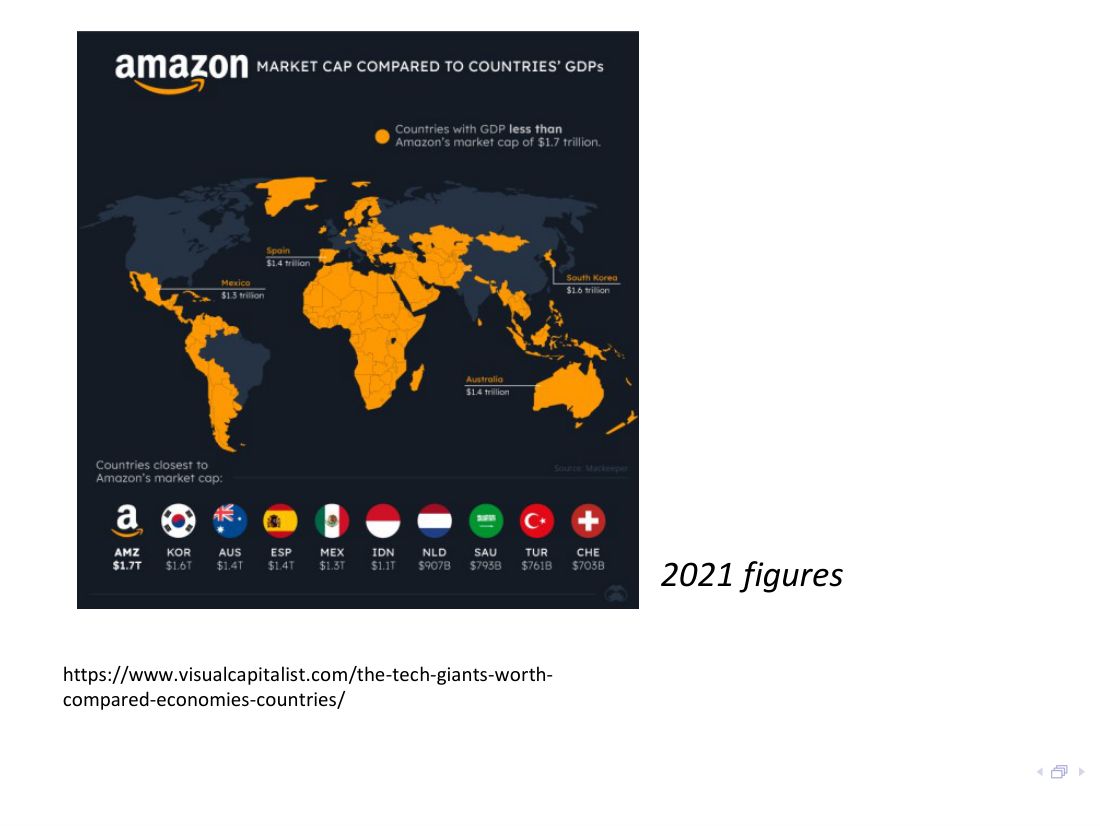 amazon MARKET CAP COMPARED TO COUNTRIES' GDPs
Countries with GDP less than
Amazon's market cap of $1.7 trillion.
Spain
$1.4 trillion
Mexico
$1.3 trillion
South Korea
$1.6 trillion
Australia
$1.4 trillion
Countries closest to
Amazon's market cap:
Source: Mackeeper
a
AMZ KOR AUS ESP MEX IDN NLD SAU TUR CHE
$1.7T $1.6T $1.4T $1.4T $1.3T $1.1T $907B $793B $761B $703B
2021 figures
https://www.visualcapitalist.com/the-tech-giants-worth-
compared-economies-countries/